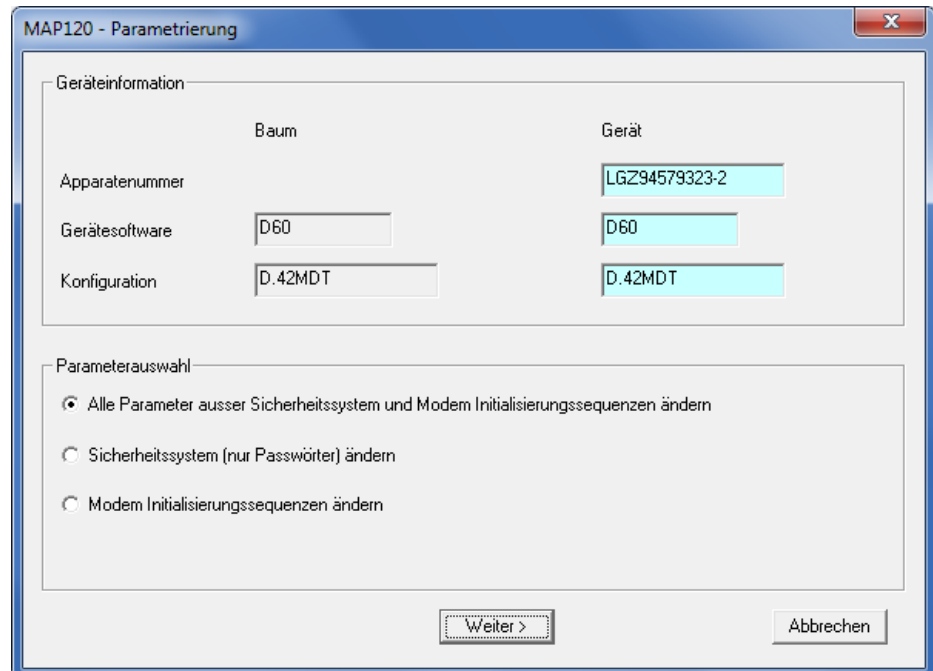 MAP120 - Parametrierung
Geräteinformation
Baum Gerät
Apparatenummer LGZ94579323-2
Gerätesoftware D60 D60
Konfiguration D.42MDT D.42MDT
Parameterauswahl
Alle Parameter ausser Sicherheitssystem und Modem Initialisierungssequenzen ändern
Sicherheitssystem (nur Passwörter) ändern
Modem Initialisierungssequenzen ändern
Weiter > Abbrechen